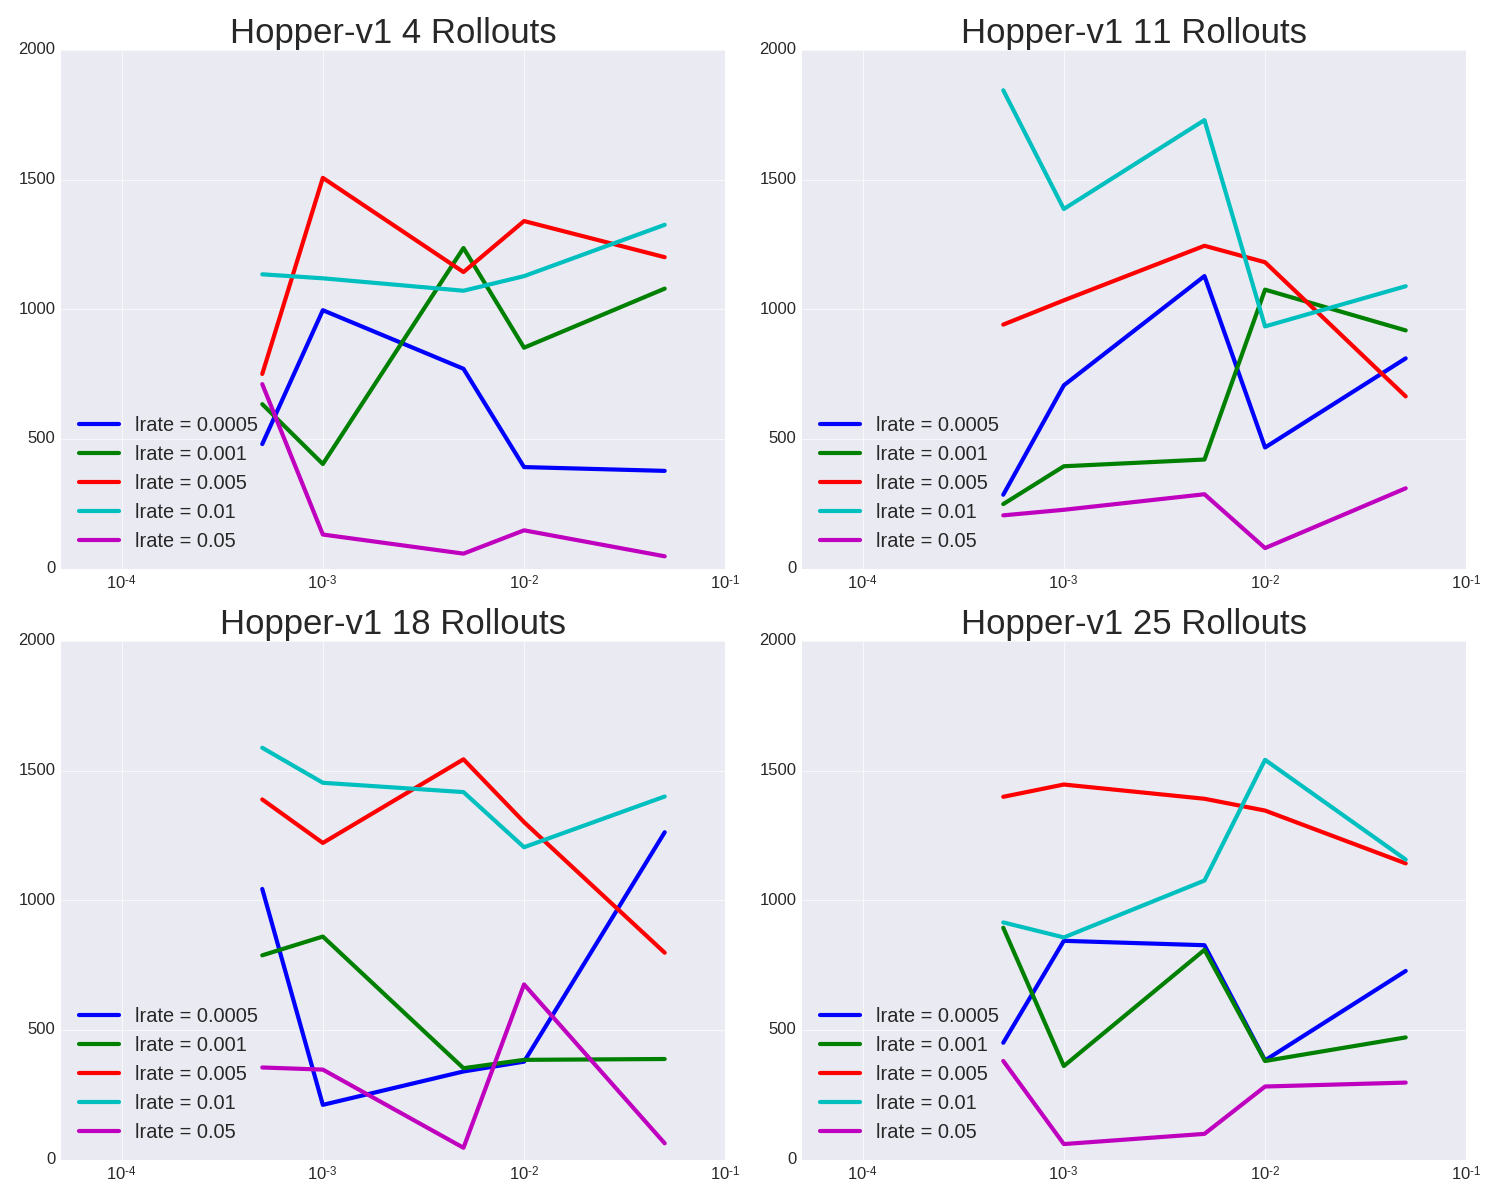 Hopper-v1 4 Rollouts
2000
1500
1000
500
0
lrate = 0.0005
lrate = 0.001
lrate = 0.005
lrate = 0.01
lrate = 0.05
10-4
10-3
10-2
10-1
Hopper-v1 11 Rollouts
2000
1500
1000
500
0
lrate = 0.0005
lrate = 0.001
lrate = 0.005
lrate = 0.01
lrate = 0.05
10-4
10-3
10-2
10-1
Hopper-v1 18 Rollouts
2000
1500
1000
500
0
lrate = 0.0005
lrate = 0.001
lrate = 0.005
lrate = 0.01
lrate = 0.05
10-4
10-3
10-2
10-1
Hopper-v1 25 Rollouts
2000
1500
1000
500
0
lrate = 0.0005
lrate = 0.001
lrate = 0.005
lrate = 0.01
lrate = 0.05
10-4
10-3
10-2
10-1